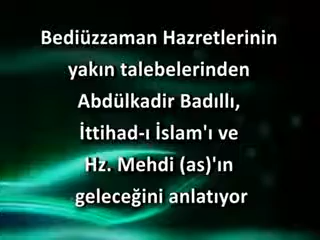 Bediüzzaman Hazretlerinin
yakın talebelerinden
Abdülkadir Badıllı,
İttihad-ı İslam'ı ve
Hz. Mehdi (as)'ın
geleceğini anlatıyor